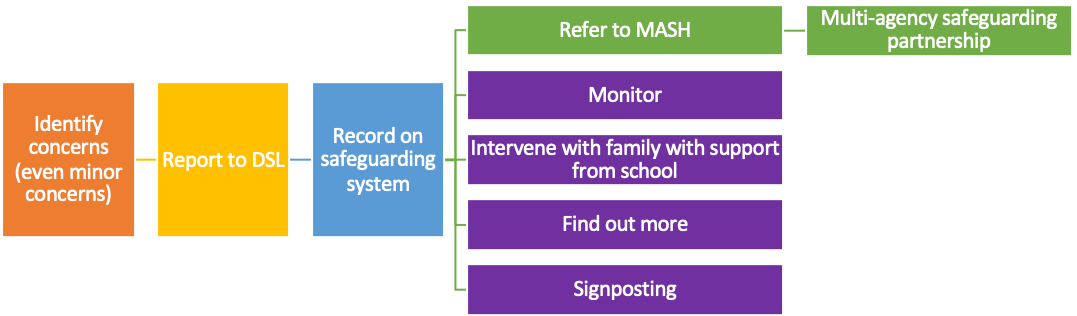 Identify
concerns
(even minor
concerns)
Report to DSL
Record on
safeguarding
system
Refer to MASH
Multi-agency safeguarding
partnership
Monitor
Intervene with family with support
from school
Find out more
Signposting